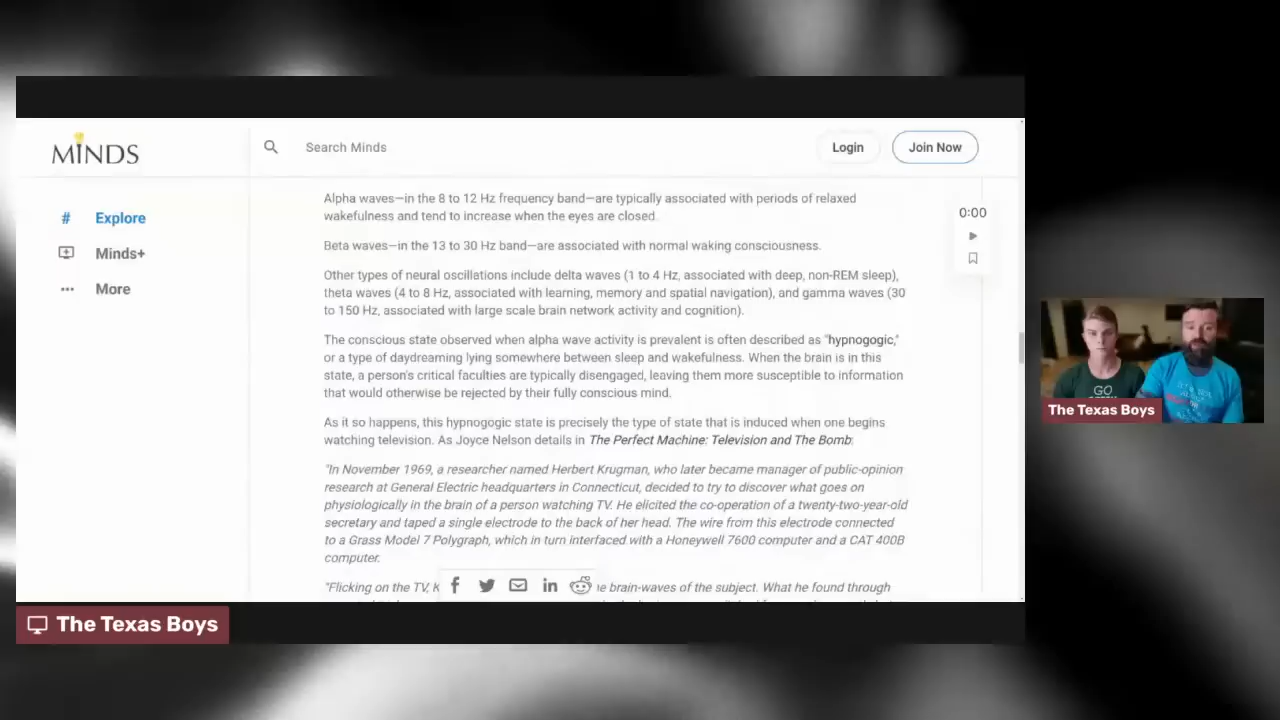 MINDS
Search Minds
Login
Join Now
# Explore
Minds+
More
0:00
Alpha waves—in the 8 to 12 Hz frequency band—are typically associated with periods of relaxed
wakefulness and tend to increase when the eyes are closed.
Beta waves—in the 13 to 30 Hz band—are associated with normal waking consciousness.
Other types of neural oscillations include delta waves (1 to 4 Hz, associated with deep, non-REM sleep),
theta waves (4 to 8 Hz, associated with learning, memory and spatial navigation), and gamma waves (30
to 150 Hz, associated with large scale brain network activity and cognition).
The conscious state observed when alpha wave activity is prevalent is often described as "hypnogogic,"
or a type of daydreaming lying somewhere between sleep and wakefulness. When the brain is in this
state, a person's critical faculties are typically disengaged, leaving them more susceptible to information
that would otherwise be rejected by their fully conscious mind.
As it so happens, this hypnogogic state is precisely the type of state that is induced when one begins
watching television. As Joyce Nelson details in The Perfect Machine: Television and The Bomb:
"In November 1969, a researcher named Herbert Krugman, who later became manager of public-opinion
research at General Electric headquarters in Connecticut, decided to try to discover what goes on
physiologically in the brain of a person watching TV. He elicited the co-operation of a twenty-two-year-old
secretary and taped a single electrode to the back of her head. The wire from this electrode connected
to a Grass Model 7 Polygraph, which in turn interfaced with a Honeywell 7600 computer and a CAT 400B
computer.
"Flicking on the TV, K
brain-waves of the subject. What he found through
GO
The Texas Boys
The Texas Boys